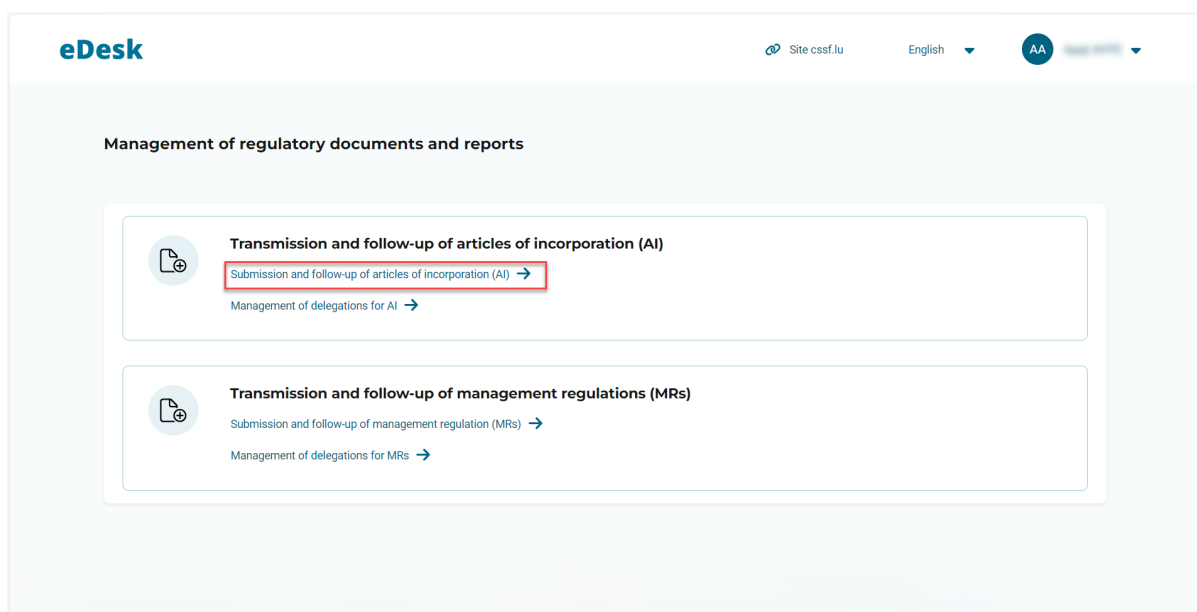 eDesk
Site cssf.lu
English
AA
Management of regulatory documents and reports
Transmission and follow-up of articles of incorporation (AI)
Submission and follow-up of articles of incorporation (AI)
Management of delegations for AI
Transmission and follow-up of management regulations (MRs)
Submission and follow-up of management regulation (MRs)
Management of delegations for MRs